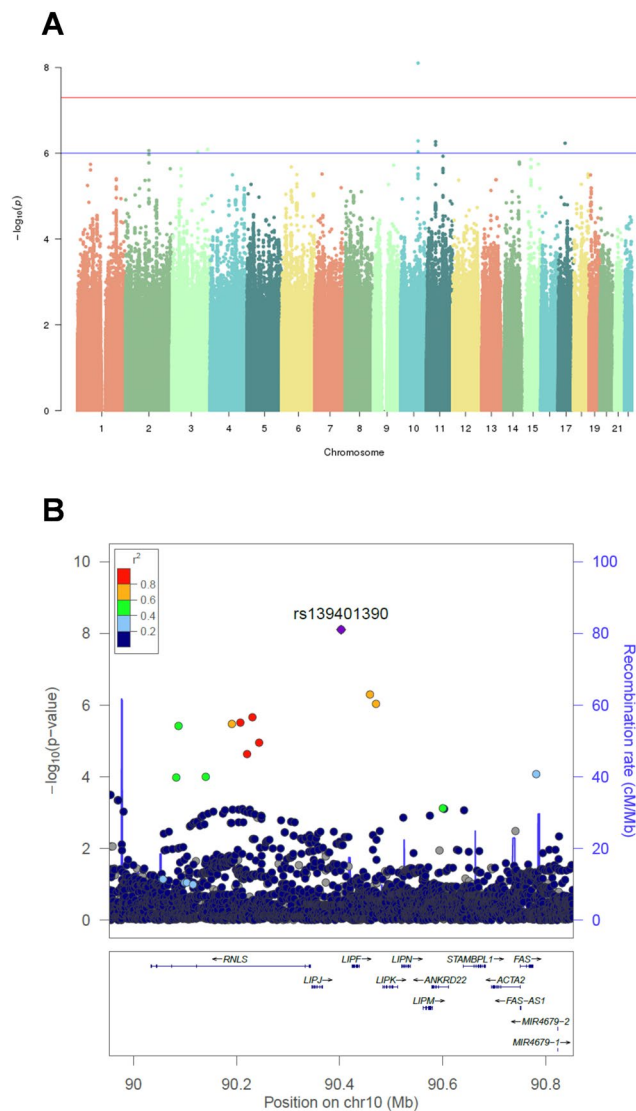 A
8
6
4
2
0
−log10(p)
1 2 3 4 5 6 7 8 9 10 11 12 13 14 15 17 19 21
Chromosome
B
r2
0.8
0.6
0.4
0.2
rs139401390
10
8
6
4
2
0
−log10(p−value)
100
80
60
40
20
0
Recombination rate (cM/Mb)
←RNLS LIPF→ LIPN→ STAMBPL1→ FAS→
LIPJ→ LIPK→ ←ANKRD22 ←ACTA2
LIPM→ ←FAS−AS1
←MIR4679−2
MIR4679−1→
90 90.2 90.4 90.6 90.8
Position on chr10 (Mb)